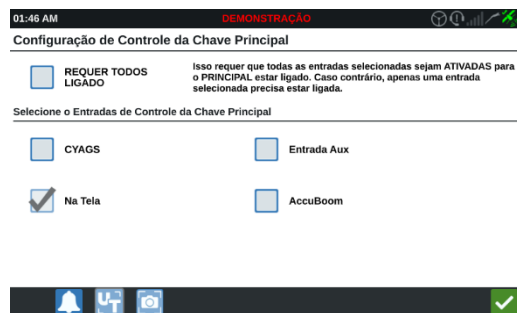 01:46 AM DEMONSTRAÇÃO
Configuração de Controle da Chave Principal
REQUER TODOS
LIGADO
Isso requer que todas as entradas selecionadas sejam ATIVADAS para
o PRINCIPAL estar ligado. Caso contrário, apenas uma entrada
selecionada precisa estar ligada.
Selecione o Entradas de Controle da Chave Principal
CYAGS Entrada Aux
Na Tela AccuBoom
UT